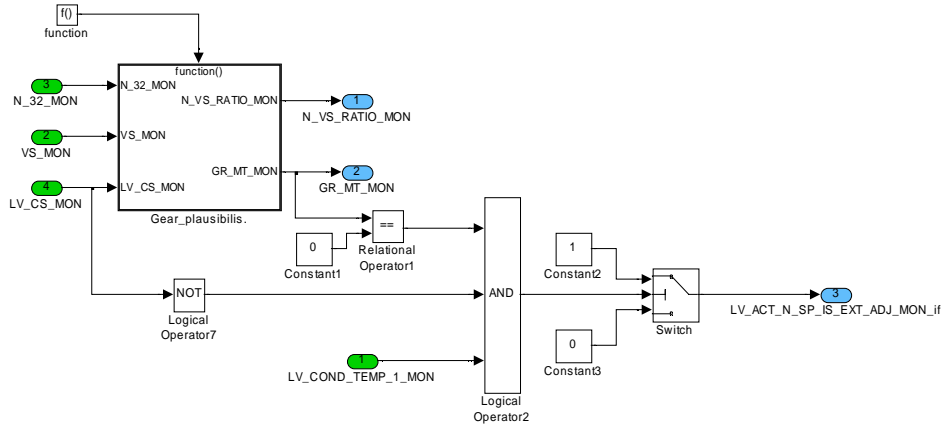 f()
function
function()
3
N_32_MON
N_32_MON
N_VS_RATIO_MON
1
N_VS_RATIO_MON
2
VS_MON
VS_MON
GR_MT_MON
2
GR_MT_MON
4
LV_CS_MON
LV_CS_MON
Gear_plausibilis.
==
Relational
Operator1
0
Constant1
1
Constant2
NOT
Logical
Operator7
AND
Switch
3
LV_ACT_N_SP_IS_EXT_ADJ_MON_if
0
Constant3
1
LV_COND_TEMP_1_MON
Logical
Operator2